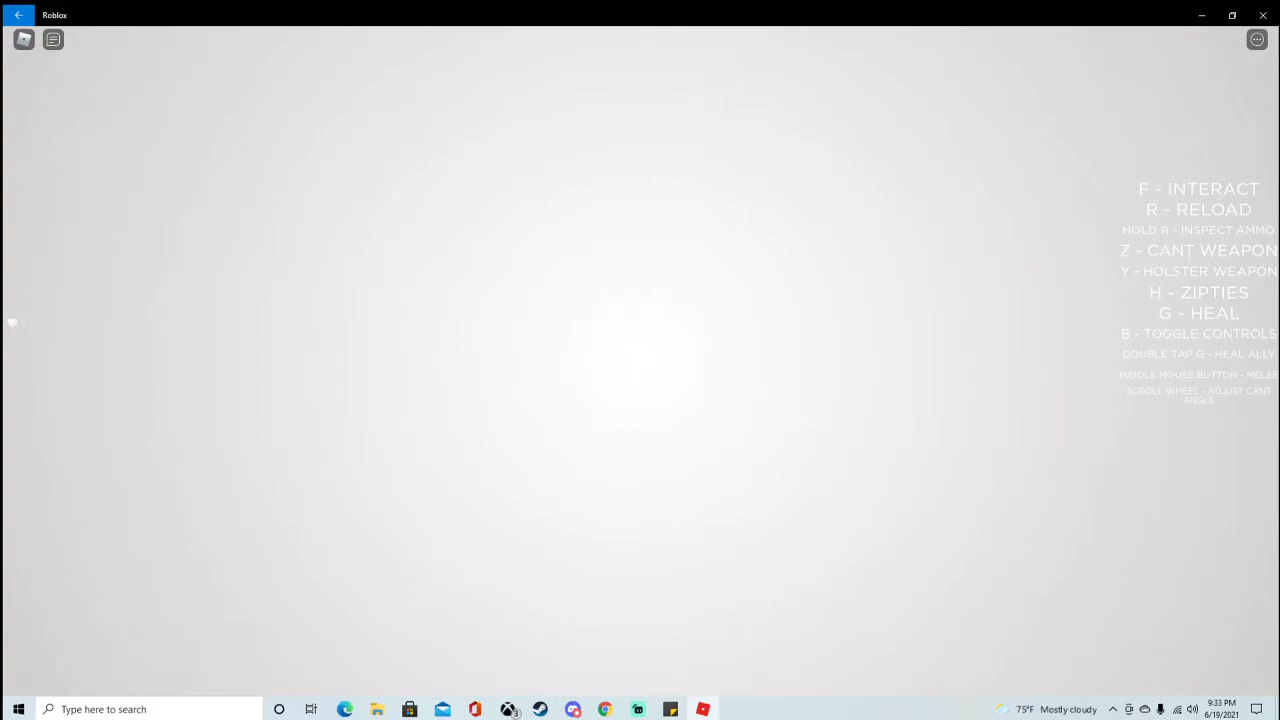 Roblox
F - INTERACT
R - RELOAD
HOLD R - INSPECT AMMO
Z - CANT WEAPON
Y - HOLSTER WEAPON
H - ZIPTIES
G - HEAL
B - TOGGLE CONTROLS
DOUBLE TAP G - HEAL ALLY
MIDDLE MOUSE BUTTON - MELEE
SCROLL WHEEL - ADJUST CANT
ANGLE
Type here to search
3
75°F Mostly cloudy
9:33 PM
6/19/2021